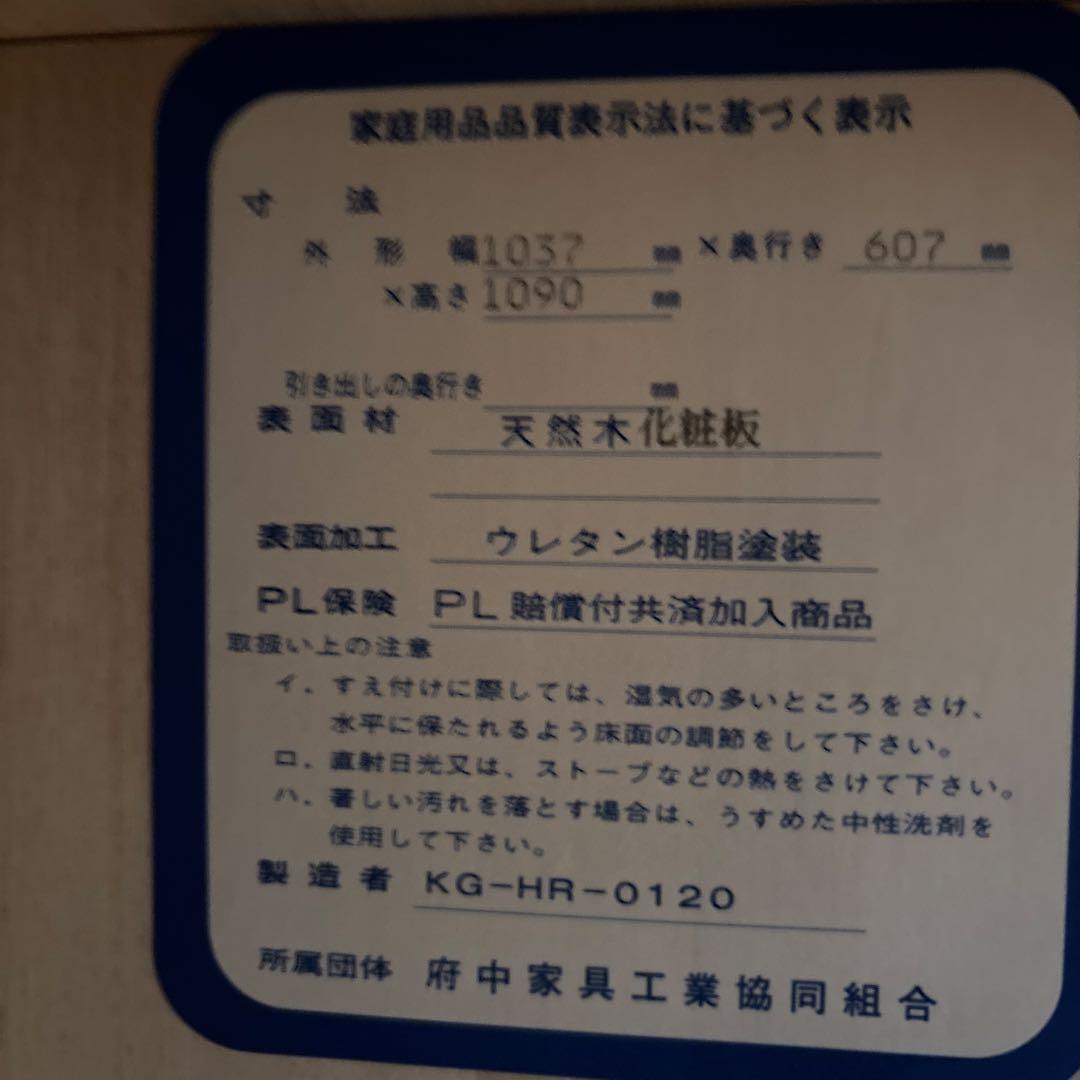 家庭用品品質表示法に基づく表示
寸 法
外 形 幅1037 mm ×奥行き 607 mm
×高さ 1090 mm
引き出しの奥行き mm
表面材 天然木化粧板
表面加工 ウレタン樹脂塗装
PL保険 PL賠償付共済加入商品
取扱い上の注意
イ. すえ付けに際しては、湿気の多いところをさけ、
水平に保たれるよう床面の調節をして下さい。
ロ. 直射日光又は、ストーブなどの熱をさけて下さい。
ハ. 著しい汚れを落とす場合は、うすめた中性洗剤を
使用して下さい。
製造者 KG-HR-0120
所属団体 府中家具工業協同組合